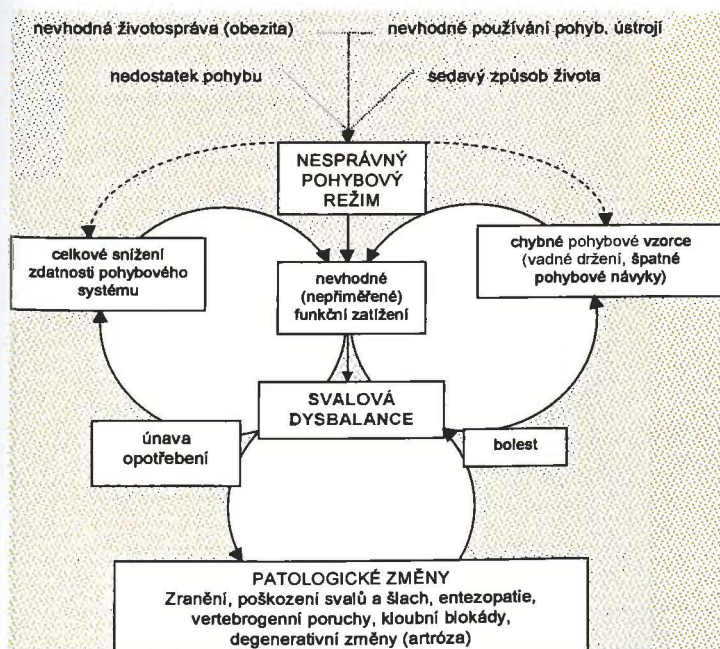 nevhodná životospráva (obezita)
nevhodné používání pohyb. ústrojí
nedostatek pohybu
sedavý způsob života
NESPRÁVNÝ
POHYBOVÝ
REŽIM
celkové snížení
zdatnosti pohybového
systému
nevhodné
(nepřiměřené)
funkční zatížení
chybné pohybové vzorce
(vadné držení, špatné
pohybové návyky)
SVALOVÁ
DYSBALANCE
únava
opotřebení
bolest
PATOLOGICKÉ ZMĚNY
Zranění, poškození svalů a šlach, entezopatie,
vertebrogenní poruchy, kloubní blokády,
degenerativní změny (artróza)